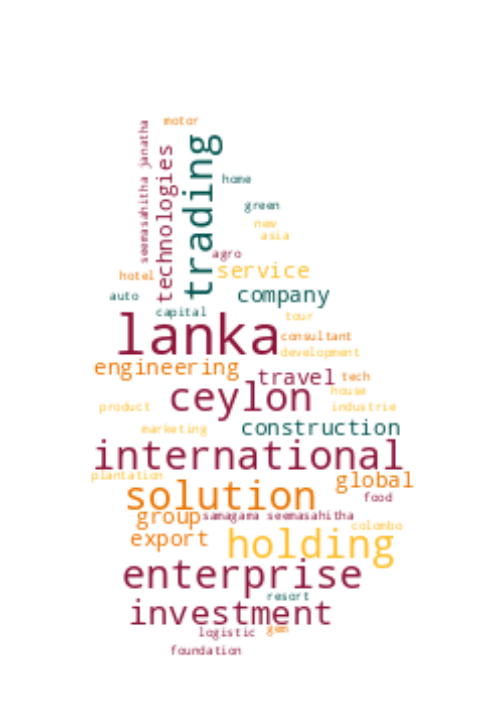 motor
seemasahitha janatha
technologies
trading
home
green
new
asia
agro
service
hotel
auto
company
capital
tour
lanka
consultant
development
engineering
travel
tech
house
ceylon
product
industrie
marketing
construction
international
plantation
global
solution
food
group
samagama seemasahitha
colombo
export
holding
enterprise
resort
investment
logistic
gem
foundation